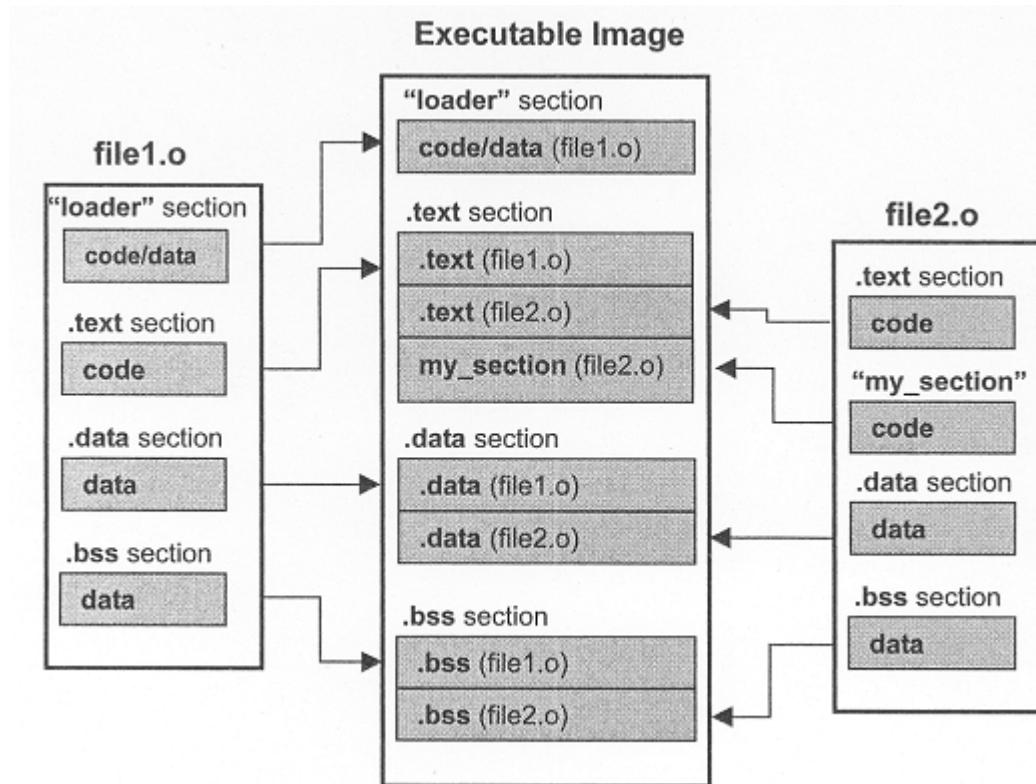 Executable Image
“loader” section
code/data (file1.o)
.text section
.text (file1.o)
.text (file2.o)
my_section (file2.o)
.data section
.data (file1.o)
.data (file2.o)
.bss section
.bss (file1.o)
.bss (file2.o)
file1.o
“loader” section
code/data
.text section
code
.data section
data
.bss section
data
file2.o
.text section
code
“my_section”
code
.data section
data
.bss section
data